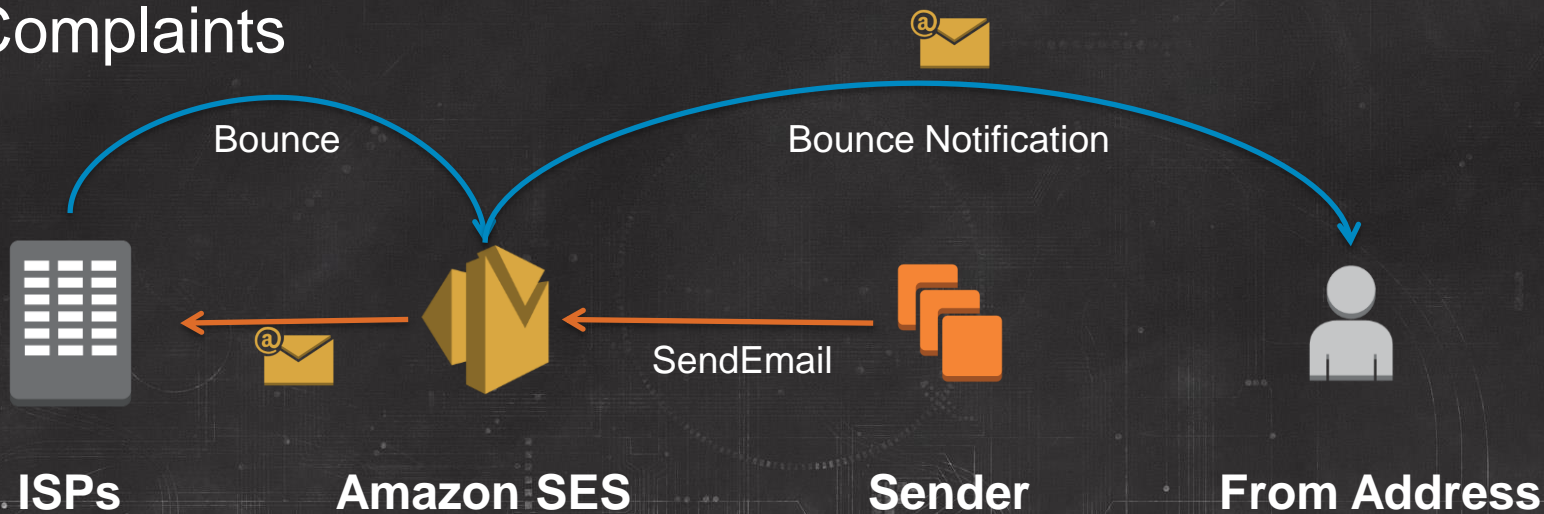 Complaints
@
Bounce
Bounce Notification
@
SendEmail
ISPs
Amazon SES
Sender
From Address